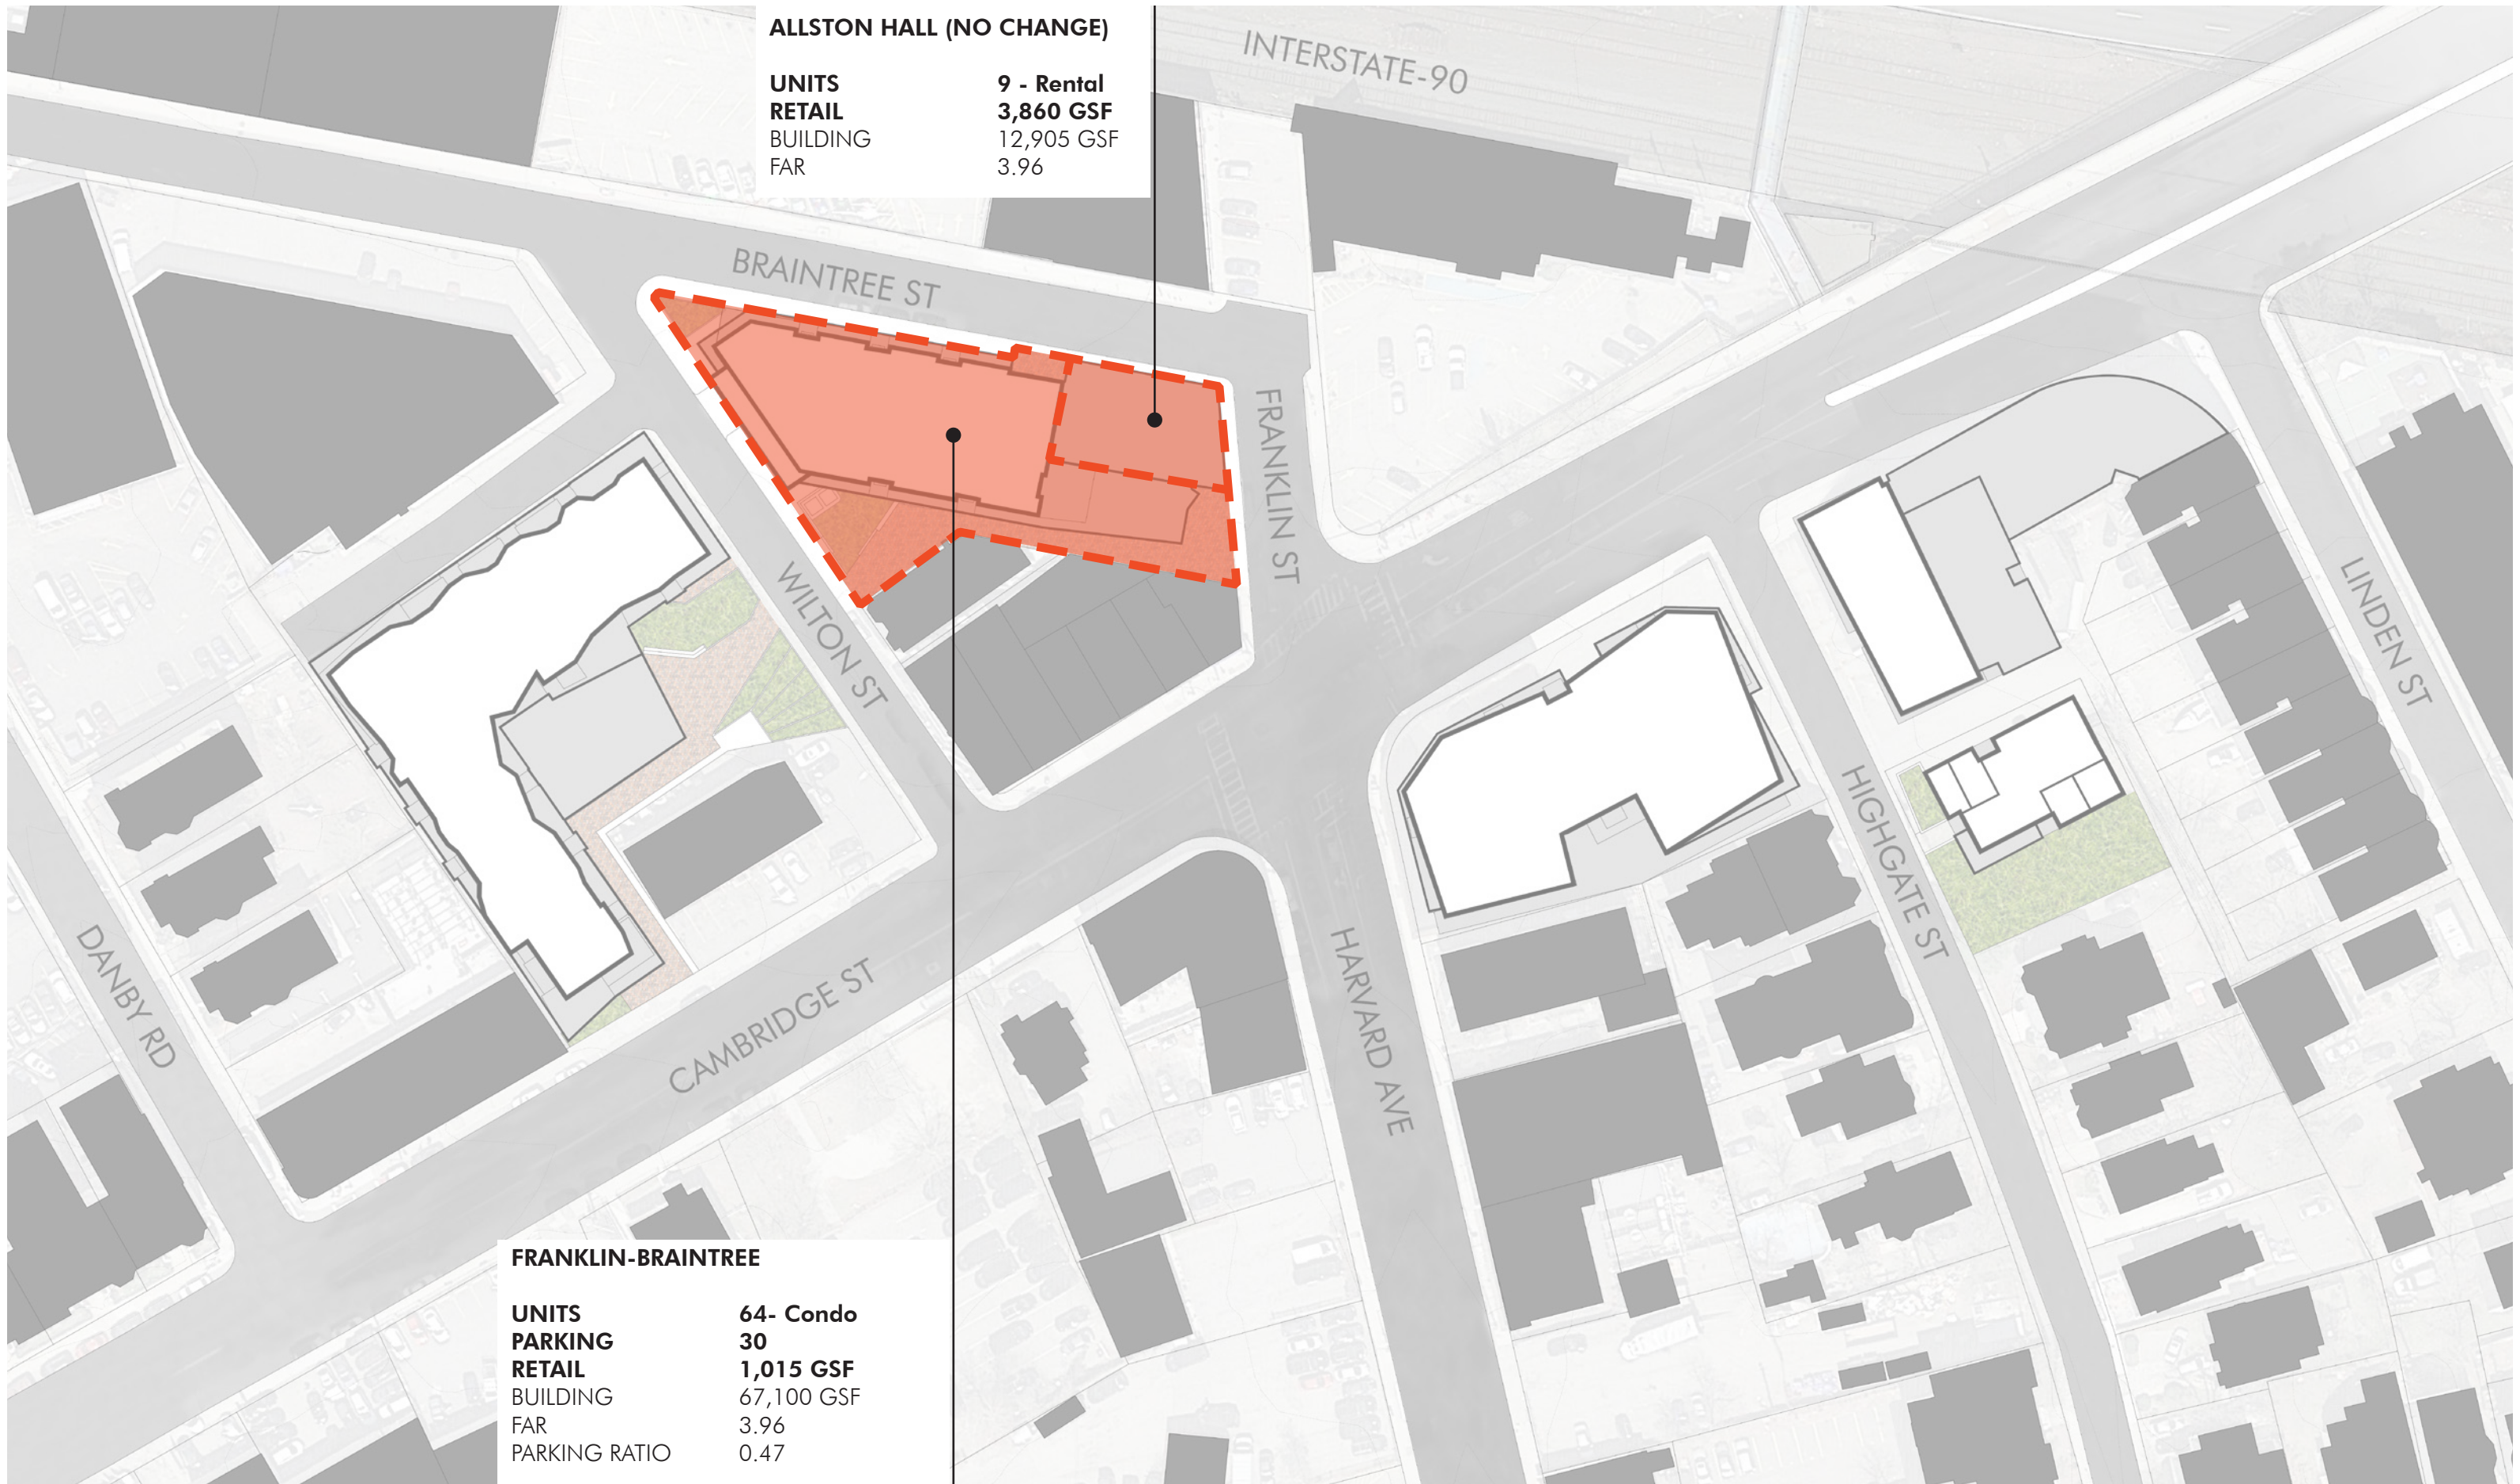 ALLSTON HALL (NO CHANGE)
UNITS 9 - Rental
RETAIL 3,860 GSF
BUILDING 12,905 GSF
FAR 3.96
INTERSTATE-90
BRAINTREE ST
FRANKLIN ST
WILTON ST
LINDEN ST
HIGHGATE ST
DANBY RD
CAMBRIDGE ST
HARVARD AVE
FRANKLIN-BRAINTREE
UNITS 64- Condo
PARKING 30
RETAIL 1,015 GSF
BUILDING 67,100 GSF
FAR 3.96
PARKING RATIO 0.47